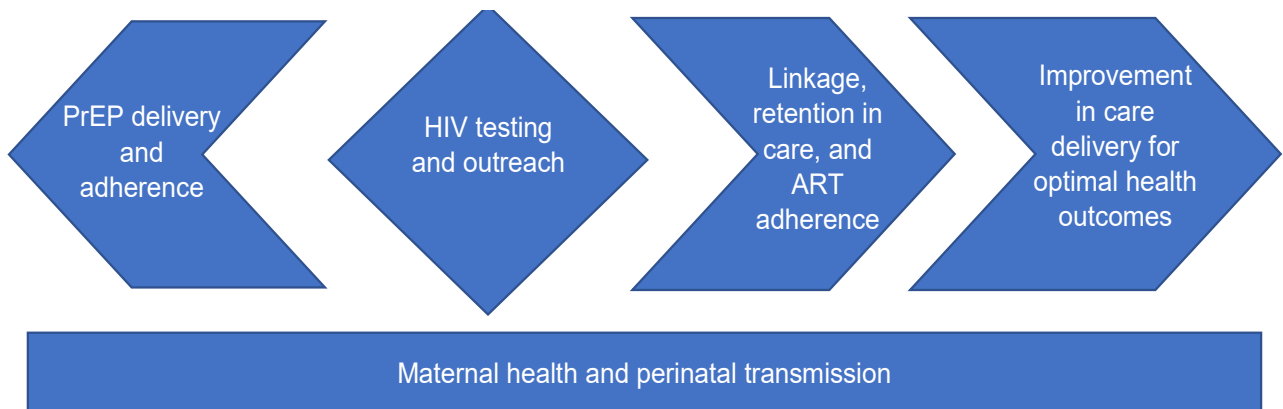 PrEP delivery
and
adherence
HIV testing
and outreach
Linkage,
retention in
care, and
ART
adherence
Improvement
in care
delivery for
optimal health
outcomes
Maternal health and perinatal transmission